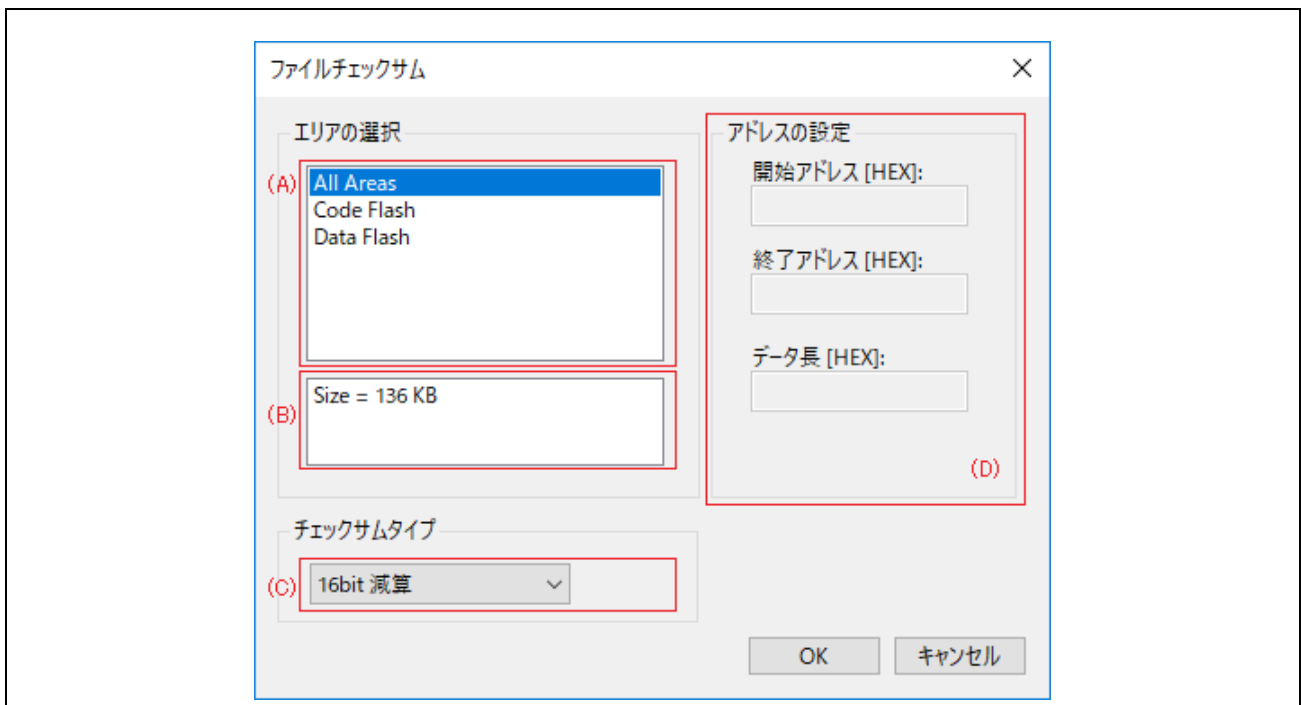 ファイルチェックサム
エリアの選択
(A)
All Areas
Code Flash
Data Flash
(B)
Size = 136 KB
チェックサムタイプ
(C)
16bit 減算
アドレスの設定
開始アドレス [HEX]:
終了アドレス [HEX]:
データ長 [HEX]:
(D)
OK
キャンセル